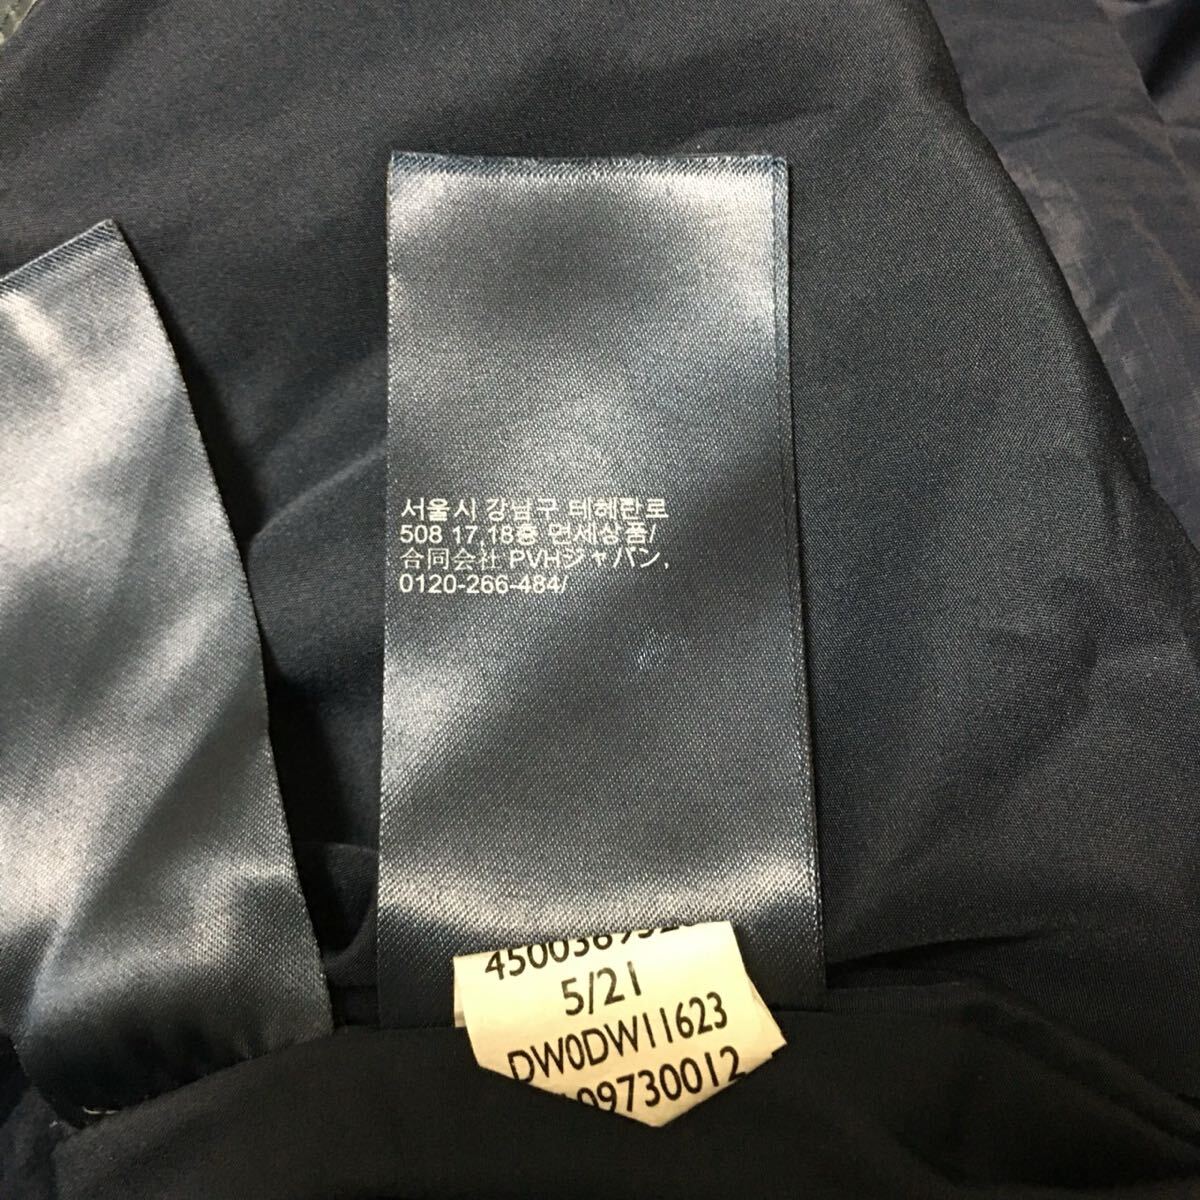 서울시 강남구 테헤란로
508 17,18층 연세상품/
合同会社 PVHジャパン,
0120-266-484/
5/21
DW0DW11623